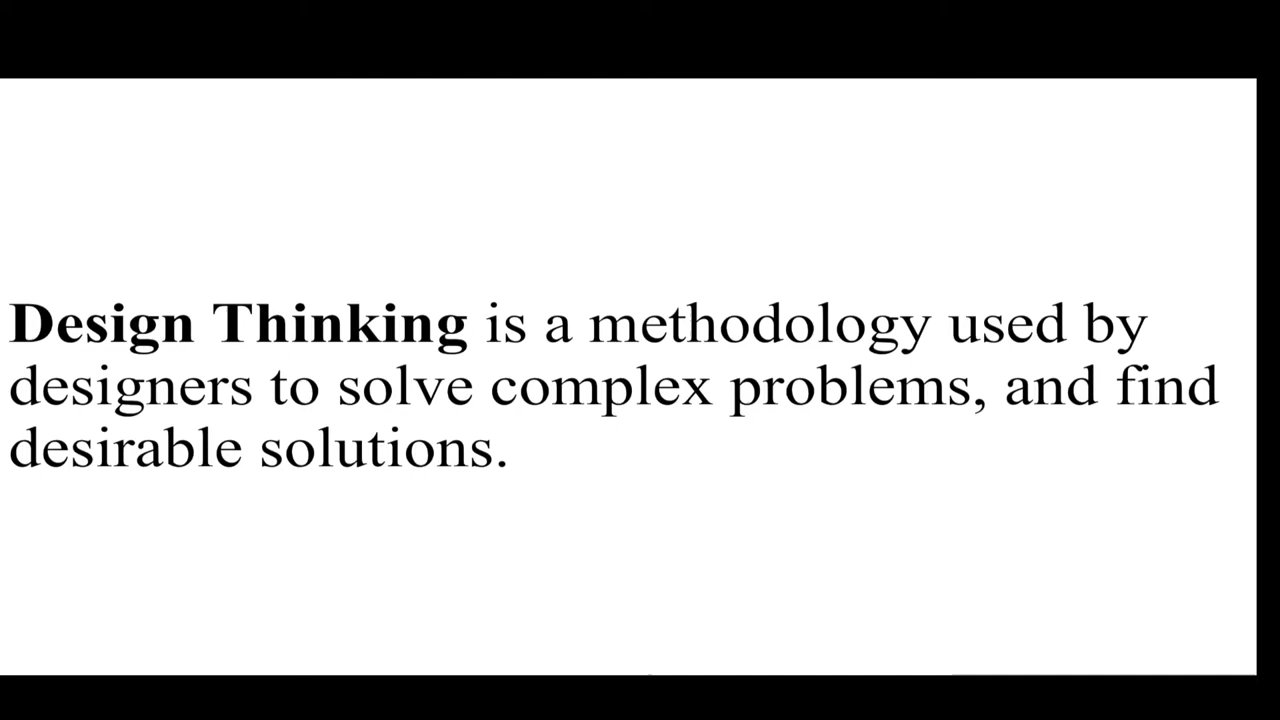 Design Thinking is a methodology used by
designers to solve complex problems, and find
desirable solutions.